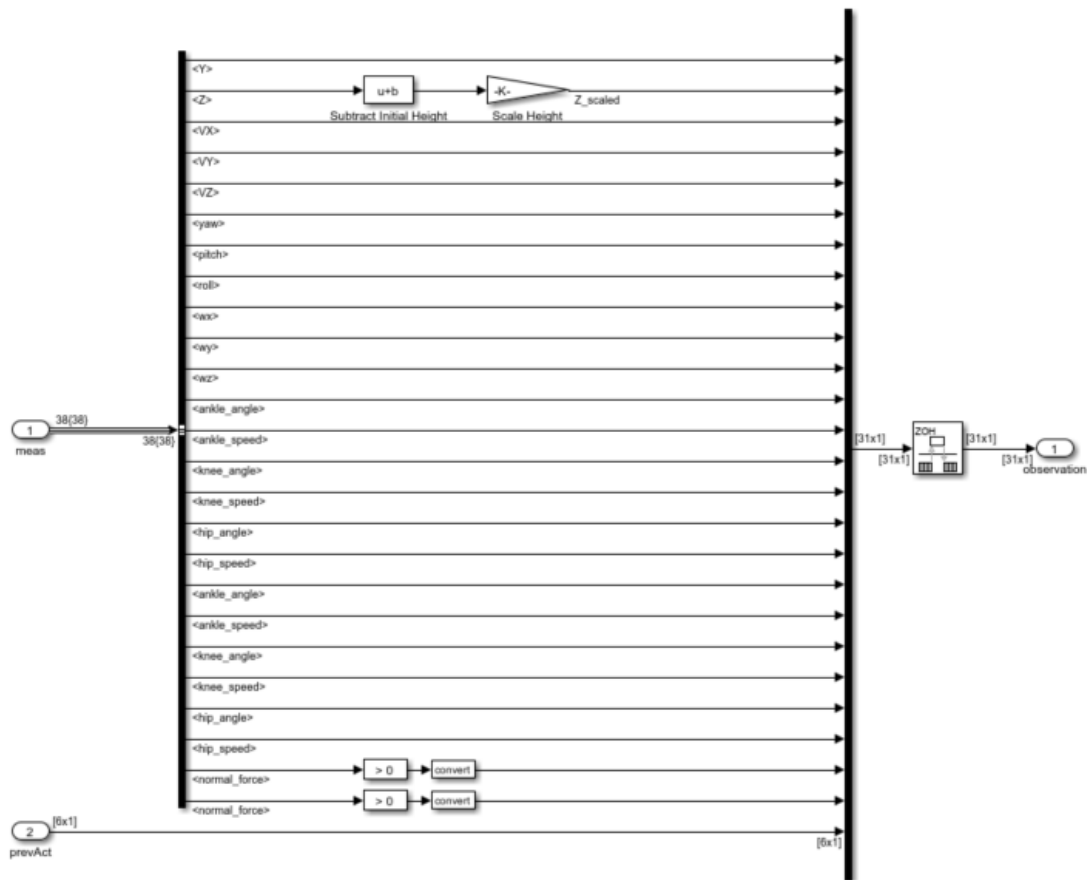 <Y>
u+b
-K-
<Z>
Z_scaled
Subtract Initial Height
Scale Height
<VX>
<VY>
<VZ>
<yaw>
<pitch>
<roll>
<wx>
<wy>
<wz>
<ankle_angle>
38{38}
1
meas
38{38}
<ankle_speed>
ZOH
[31x1]
[31x1]
[31x1]
[31x1]
1
observation
<knee_angle>
<knee_speed>
<hip_angle>
<hip_speed>
<ankle_angle>
<ankle_speed>
<knee_angle>
<knee_speed>
<hip_angle>
<hip_speed>
> 0
convert
<normal_force>
> 0
convert
<normal_force>
[6x1]
2
prevAct
[6x1]